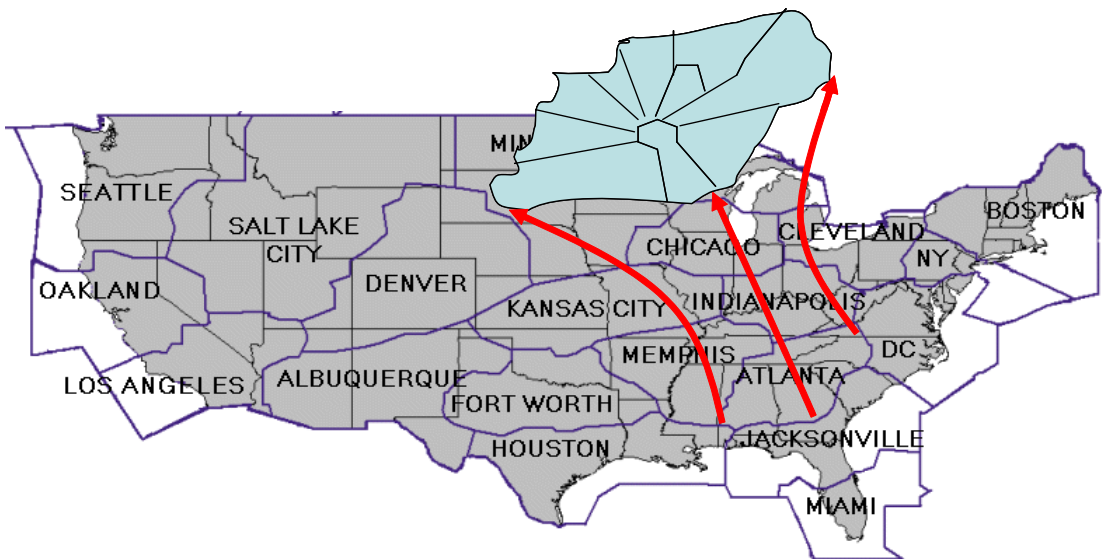 MIN
SEATTLE
BOSTON
SALT LAKE
CITY
CHICAGO
CLEVELAND
NY
DENVER
OAKLAND
KANSAS CITY
INDIANAPOLIS
DC
MEMPHIS
LOS ANGELES
ALBUQUERQUE
ATLANTA
FORT WORTH
JACKSONVILLE
HOUSTON
MIAMI